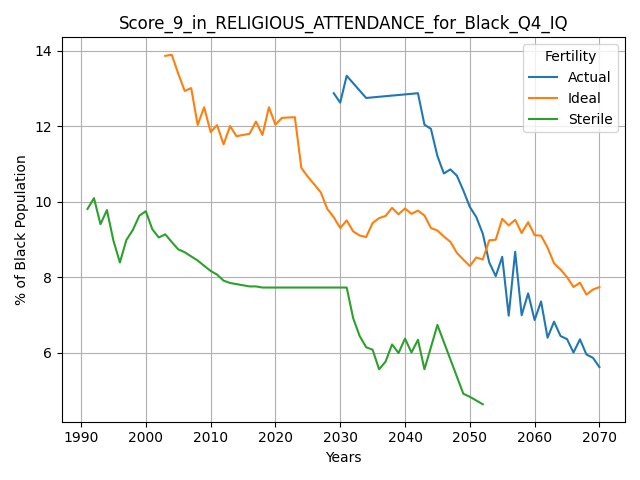 Score_9_in_RELIGIOUS_ATTENDANCE_for_Black_Q4_IQ
Fertility
Actual
Ideal
Sterile
% of Black Population
14
12
10
8
6
1990 2000 2010 2020 2030 2040 2050 2060 2070
Years